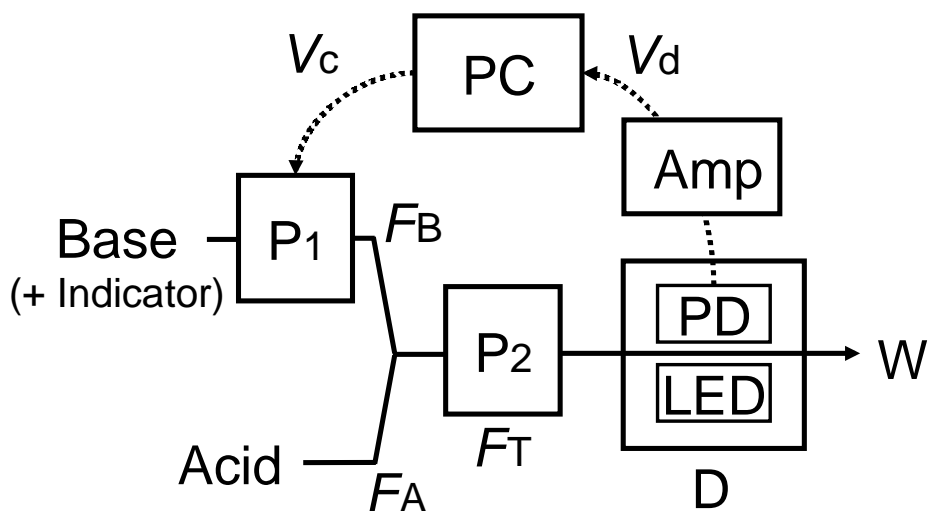 Vc
PC
Vd
Amp
Base
(+ Indicator)
P1
FB
PD
P2
W
LED
Acid
FA
FT
D